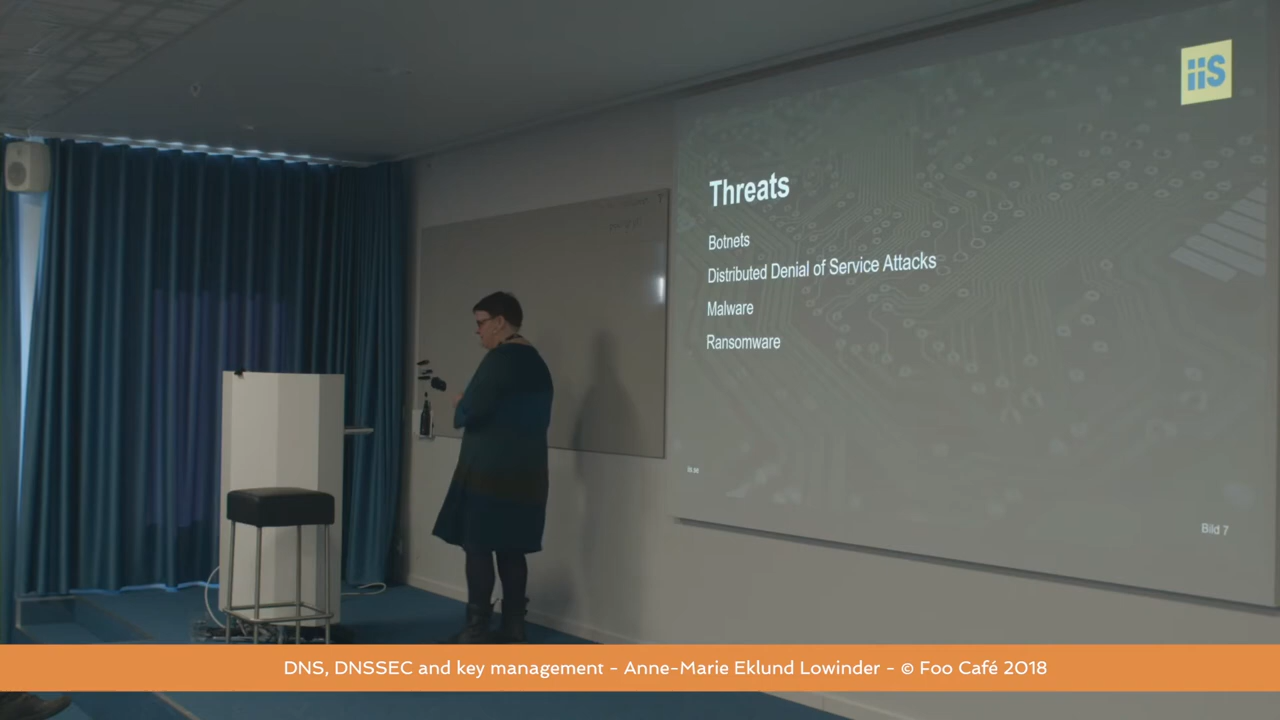 iiS
Threats
Botnets
Distributed Denial of Service Attacks
Malware
Ransomware
Bild 7
DNS, DNSSEC and key management - Anne-Marie Eklund Lowinder - © Foo Café 2018